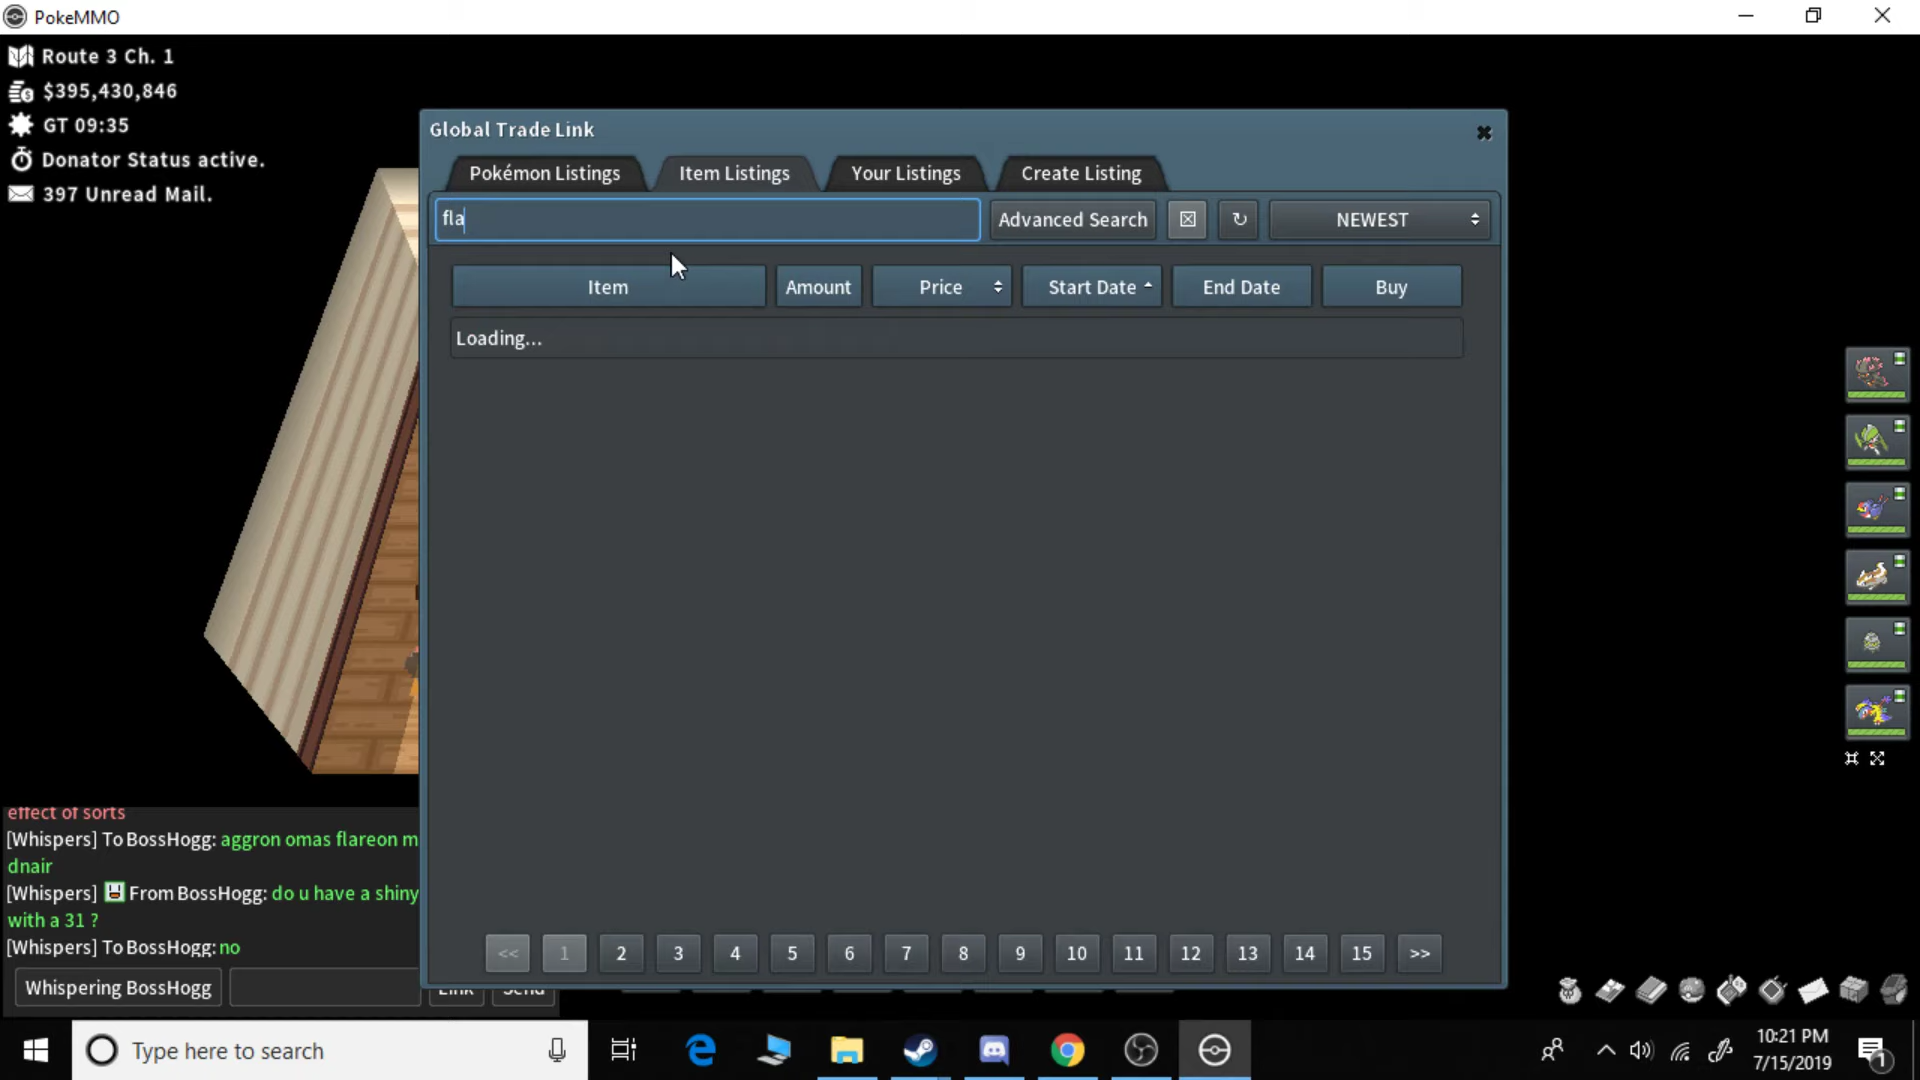 PokeMMO
Route 3 Ch. 1
$395,430,846
GT 09:35
Donator Status active.
397 Unread Mail.
Global Trade Link
Pokémon Listings
Item Listings
Your Listings
Create Listing
fla
Advanced Search
NEWEST
Item
Amount
Price
Start Date
End Date
Buy
Loading...
<< 1 2 3 4 5 6 7 8 9 10 11 12 13 14 15 >>
effect of sorts
[Whispers] To BossHogg: aggron omas flareon m
dnair
[Whispers] From BossHogg: do u have a shiny
with a 31 ?
[Whispers] To BossHogg: no
Whispering BossHogg
Link
Send
Type here to search
10:21 PM
7/15/2019
1